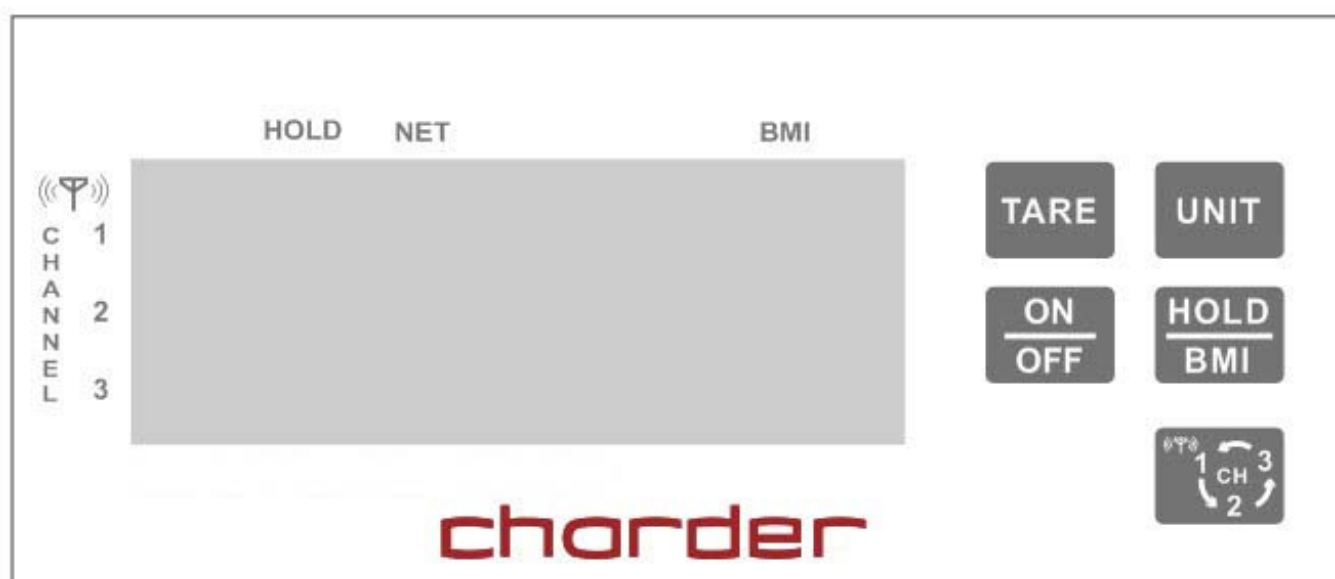 HOLD NET BMI
CHANNEL
1
2
3
TARE
UNIT
ON
OFF
HOLD
BMI
1 CH 3
2
charder